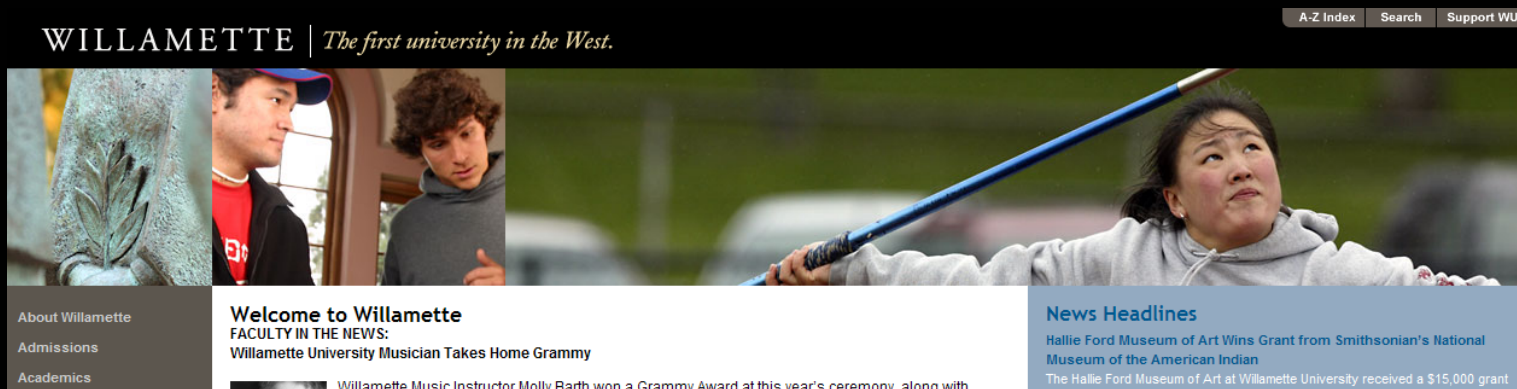 A-Z Index Search Support WU
WILLAMETTE The first university in the West.
About Willamette
Admissions
Academics
Welcome to Willamette
FACULTY IN THE NEWS:
Willamette University Musician Takes Home Grammy
Willamette Music Instructor Molly Barth won a Grammy Award at this year's ceremony, along with
News Headlines
Hallie Ford Museum of Art Wins Grant from Smithsonian's National
Museum of the American Indian
The Hallie Ford Museum of Art at Willamette University received a $15,000 grant